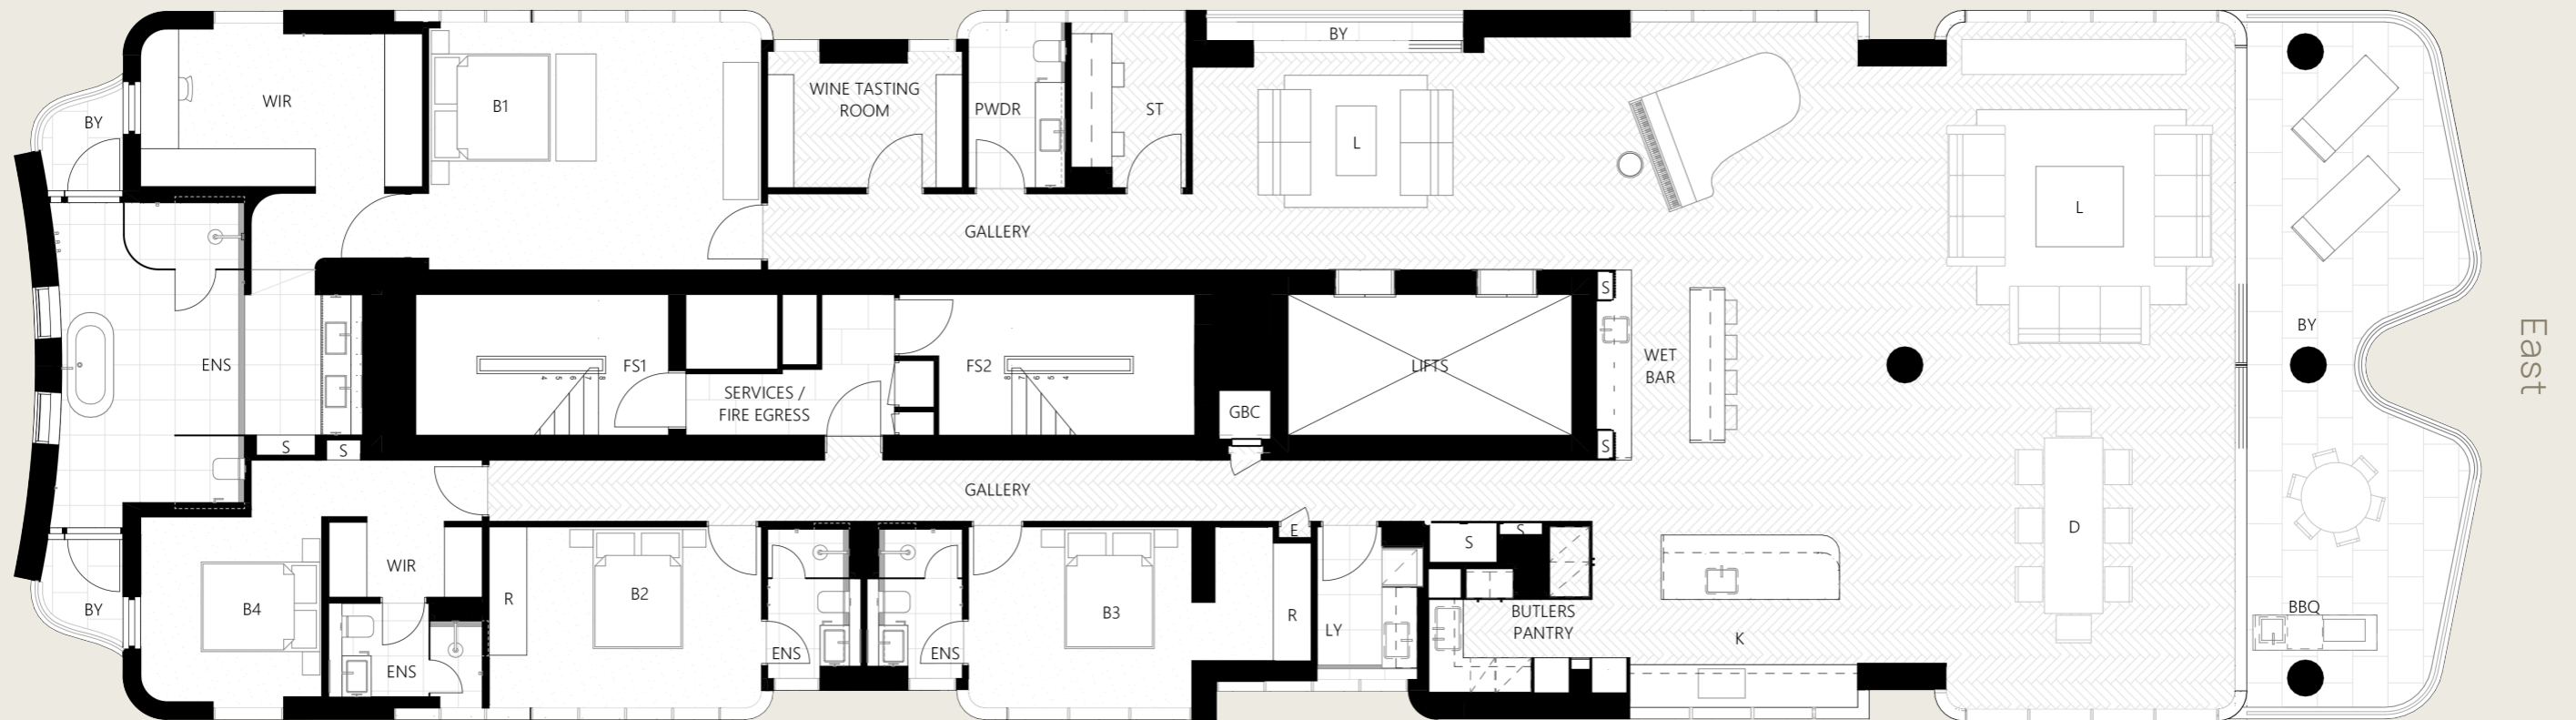 WIR
B1
WINE TASTING
ROOM
PWDR
ST
BY
L
BY
L
GALLERY
S
BY
East
WET
BAR
ENS
FS1
FS2
LIFTS
SERVICES /
FIRE EGRESS
GBC
S
S
S
GALLERY
D
E
S
S
WIR
R
B2
B3
R
LY
BUTLERS
PANTRY
K
BBQ
BY
B4
ENS
ENS
ENS